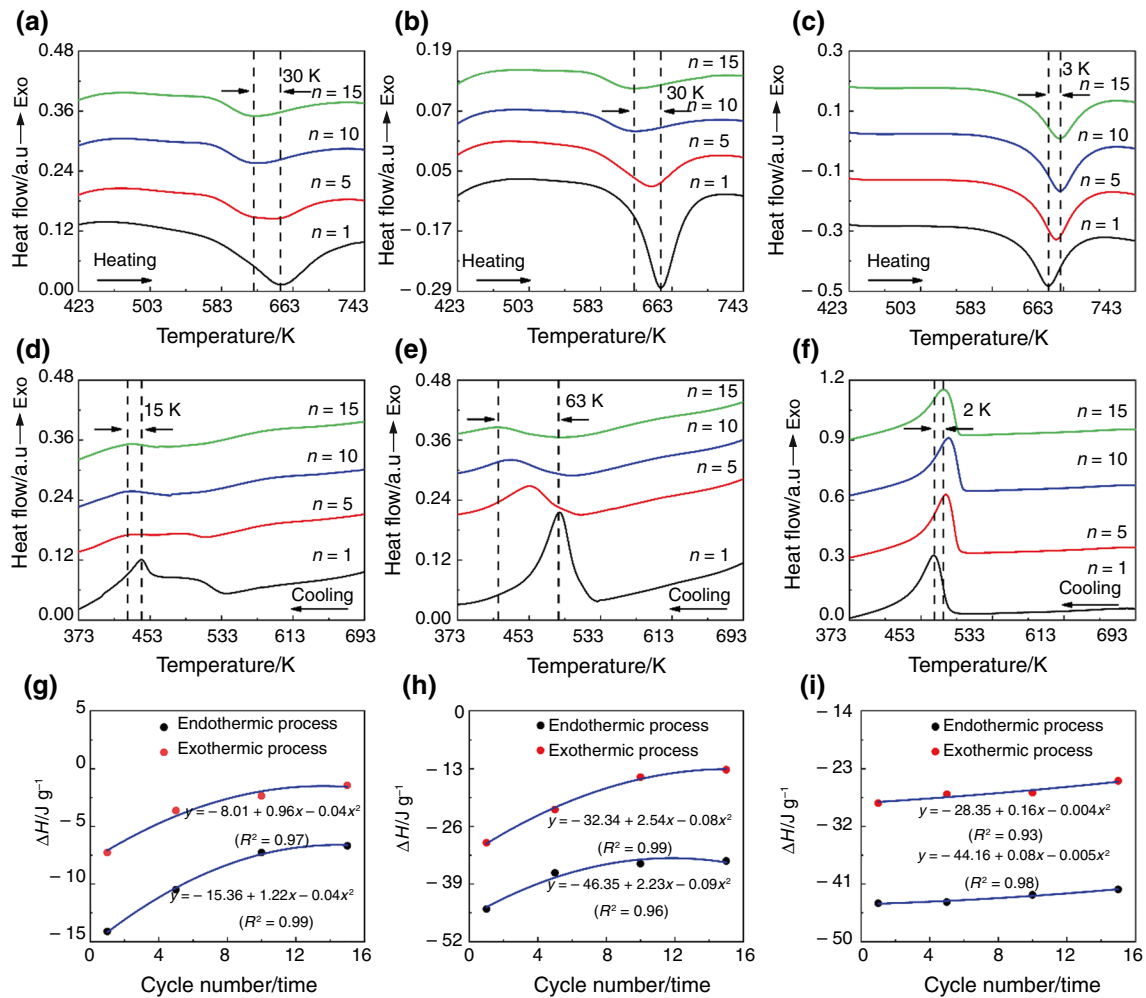 (a)
0.48
0.36
0.24
0.12
0.00
Heat flow/a.u → Exo
30 K
n = 15
n = 10
n = 5
n = 1
Heating
423 503 583 663 743
Temperature/K
(b)
0.19
0.07
0.05
− 0.17
− 0.29
Heat flow/a.u → Exo
n = 15
30 K
n = 10
n = 5
n = 1
Heating
423 503 583 663 743
Temperature/K
(c)
0.3
0.1
− 0.1
− 0.3
− 0.5
Heat flow/a.u → Exo
3 K
n = 15
n = 10
n = 5
n = 1
Heating
423 503 583 663 743
Temperature/K
(d)
0.48
0.36
0.24
0.12
0.00
Heat flow/a.u → Exo
15 K
n = 15
n = 10
n = 5
n = 1
Cooling
373 453 533 613 693
Temperature/K
(e)
0.48
0.36
0.24
0.12
0.00
Heat flow/a.u → Exo
63 K
n = 15
n = 10
n = 5
n = 1
Cooling
373 453 533 613 693
Temperature/K
(f)
1.2
0.9
0.6
0.3
0.0
Heat flow/a.u → Exo
2 K
n = 15
n = 10
n = 5
n = 1
Cooling
373 453 533 613 693
Temperature/K
(g)
5
0
− 5
− 10
− 15
ΔH/J g⁻¹
Endothermic process
Exothermic process
y = − 8.01 + 0.96x − 0.04x²
(R² = 0.97)
y = − 15.36 + 1.22x − 0.04x²
(R² = 0.99)
0 4 8 12 16
Cycle number/time
(h)
0
− 13
− 26
− 39
− 52
ΔH/J g⁻¹
Endothermic process
Exothermic process
y = − 32.34 + 2.54x − 0.08x²
(R² = 0.99)
y = − 46.35 + 2.23x − 0.09x²
(R² = 0.96)
0 4 8 12 16
Cycle number/time
(i)
− 14
− 23
− 32
− 41
− 50
ΔH/J g⁻¹
Endothermic process
Exothermic process
y = − 28.35 + 0.16x − 0.004x²
(R² = 0.93)
y = − 44.16 + 0.08x − 0.005x²
(R² = 0.98)
0 4 8 12 16
Cycle number/time